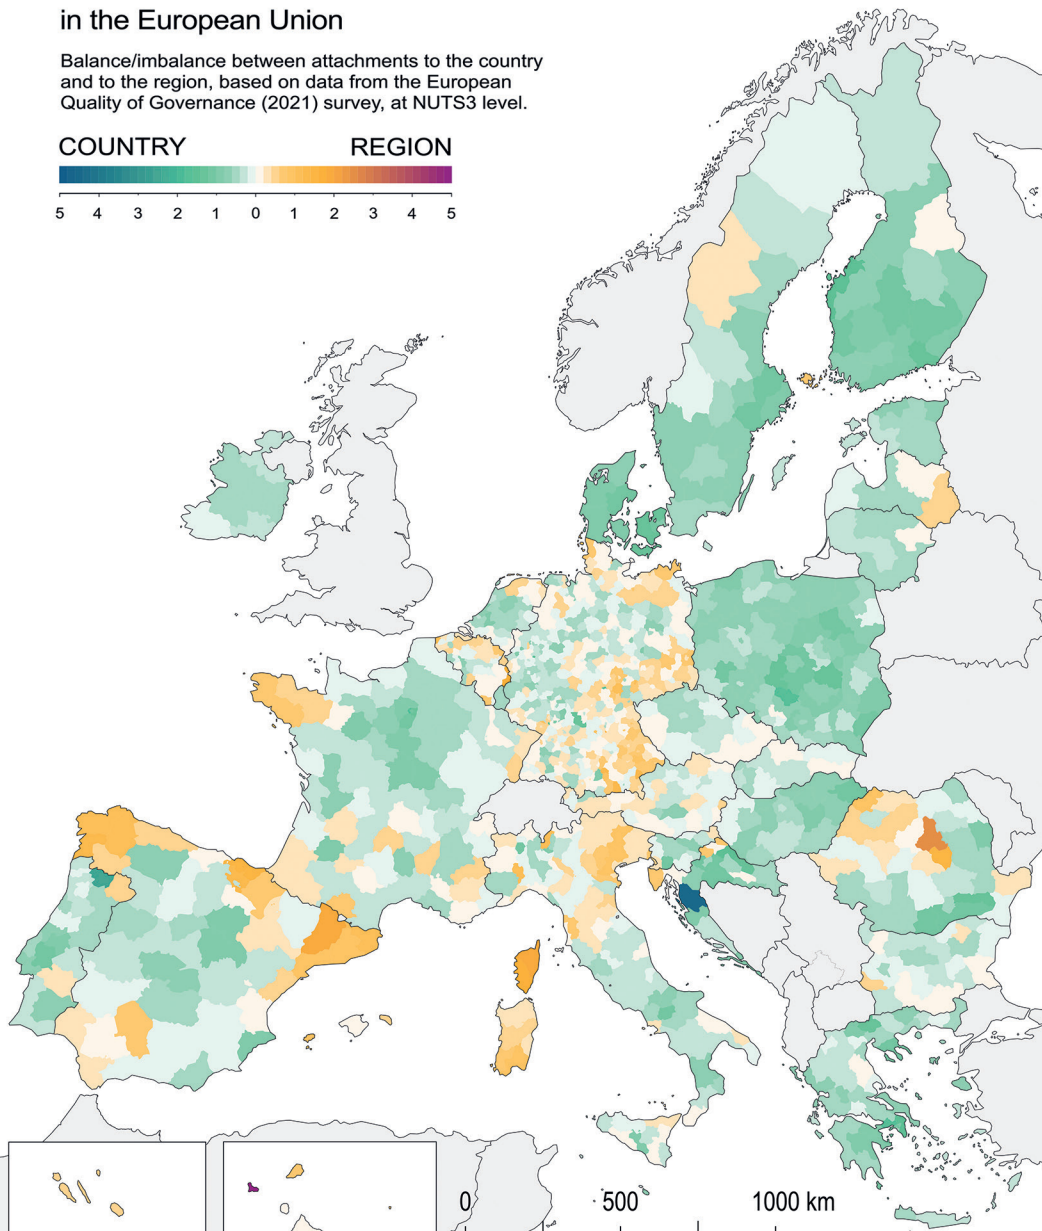 in the European Union
Balance/imbalance between attachments to the country
and to the region, based on data from the European
Quality of Governance (2021) survey, at NUTS3 level.
COUNTRY REGION
5 4 3 2 1 0 1 2 3 4 5
0 500 1000 km